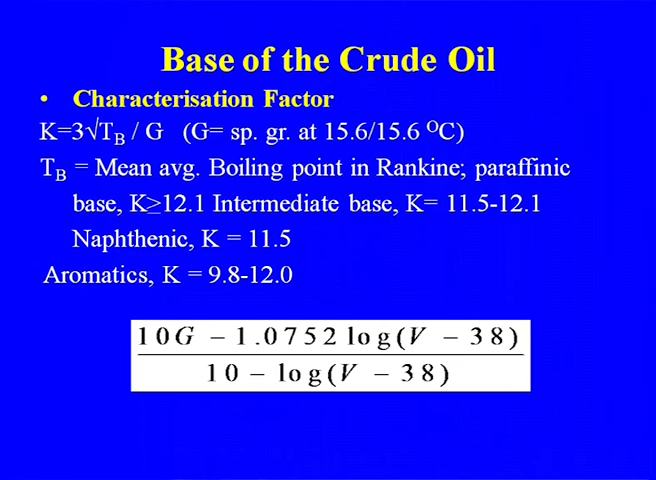 Base of the Crude Oil
• Characterisation Factor
K=3√T_B / G (G= sp. gr. at 15.6/15.6 ᴼC)
T_B = Mean avg. Boiling point in Rankine; paraffinic
base, K≥12.1 Intermediate base, K= 11.5-12.1
Naphthenic, K = 11.5
Aromatics, K = 9.8-12.0
10G – 1.0752 log(V – 38)
10 – log(V – 38)